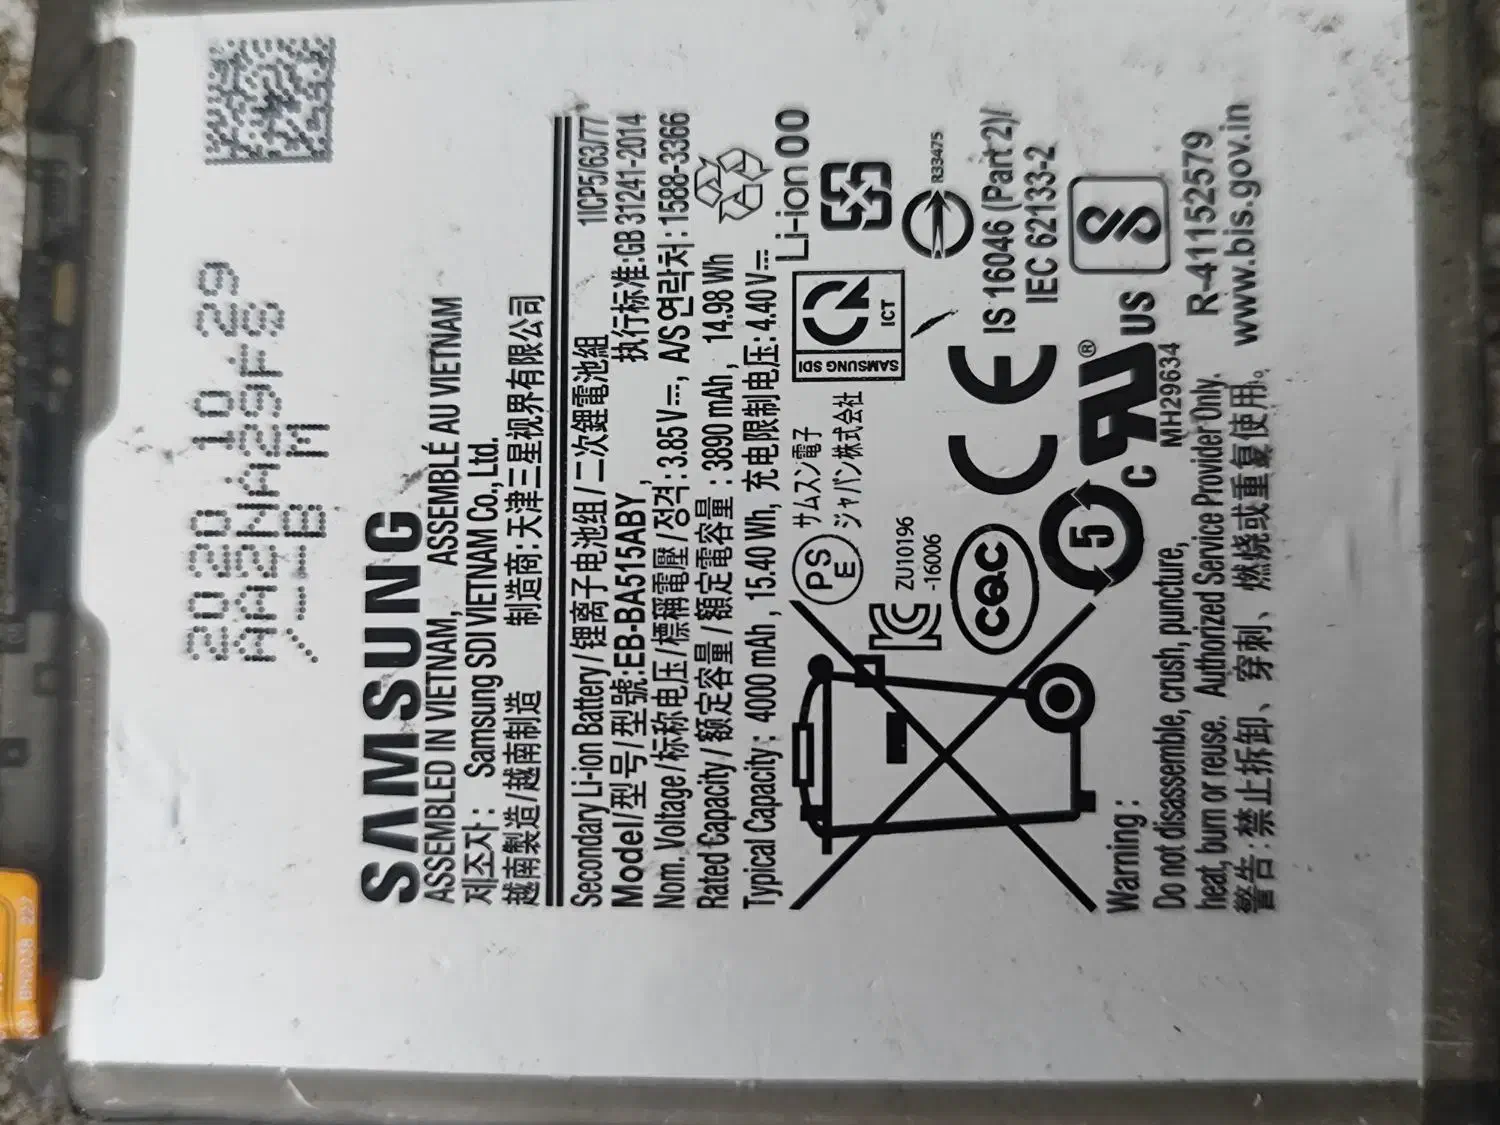 2020 10 29
AA2NA29F8
/--BM
SAMSUNG
ASSEMBLED IN VIETNAM, ASSEMBLÉ AU VIETNAM
제조자: Samsung SDI VIETNAM Co., Ltd.
越南製造/越南制造 制造商: 天津三星视界有限公司
Secondary Li-ion Battery / 锂离子电池组 / 二次鋰電池組 1ICP5/63/77
Model/型号/型號:EB-BA515ABY, 执行标准:GB 31241-2014
Nom. Voltage / 标称电压 / 標稱電壓 / 정격 : 3.85 V⎓, A/S 연락처 : 1588-3366
Rated Capacity / 额定容量 / 額定電容量 : 3890 mAh, 14.98 Wh
Typical Capacity : 4000 mAh , 15.40 Wh, 充电限制电压: 4.40 V⎓
Li-ion 00
PSE
サムスン電子
ジャパン株式会社
SAMSUNG SDI
ICT
ZU10196
-16006
R33475
CQC
CE
IS 16046 (Part 2)/
IEC 62133-2
5
c US
®
MH29634
R-41152579
www.bis.gov.in
Warning :
Do not disassemble, crush, puncture,
heat, burn or reuse. Authorized Service Provider Only.
警告:禁止拆卸、穿刺、燃烧或重复使用。